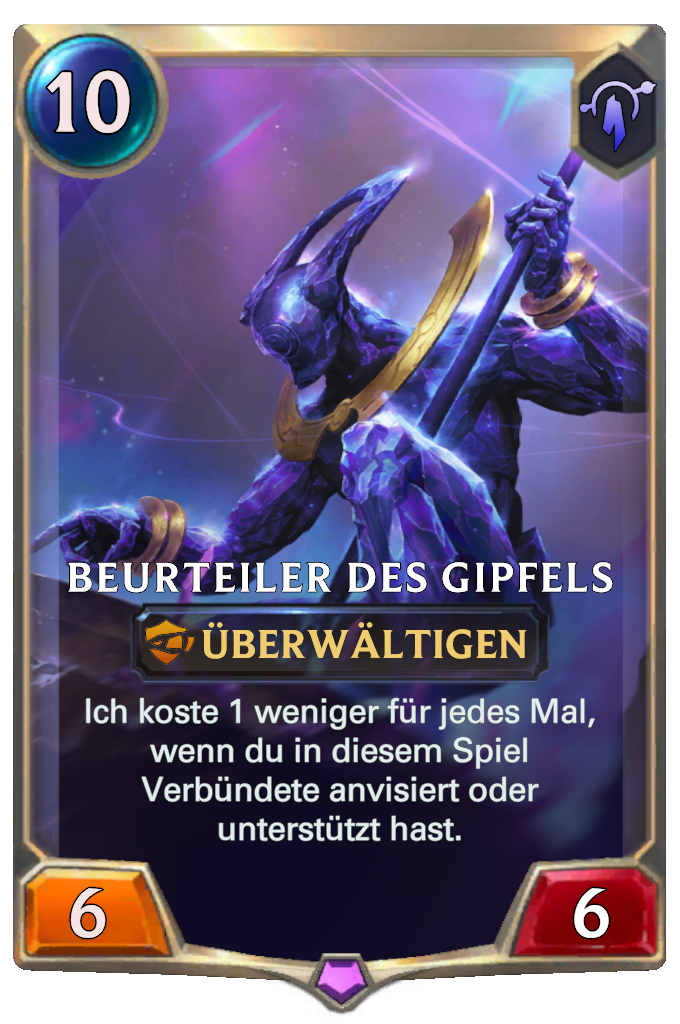 10
BEURTEILER DES GIPFELS
ÜBERWÄLTIGEN
Ich koste 1 weniger für jedes Mal,
wenn du in diesem Spiel
Verbündete anvisiert oder
unterstützt hast.
6
6